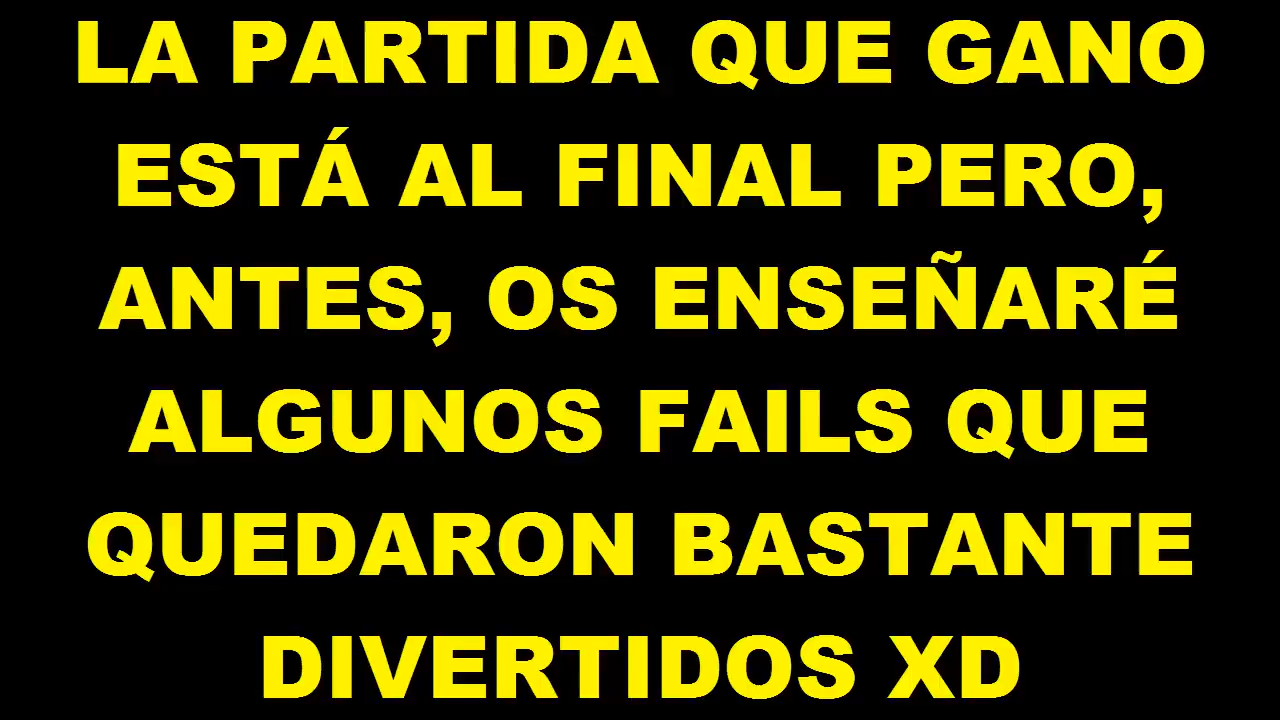 LA PARTIDA QUE GANO
ESTÁ AL FINAL PERO,
ANTES, OS ENSEÑARÉ
ALGUNOS FAILS QUE
QUEDARON BASTANTE
DIVERTIDOS XD